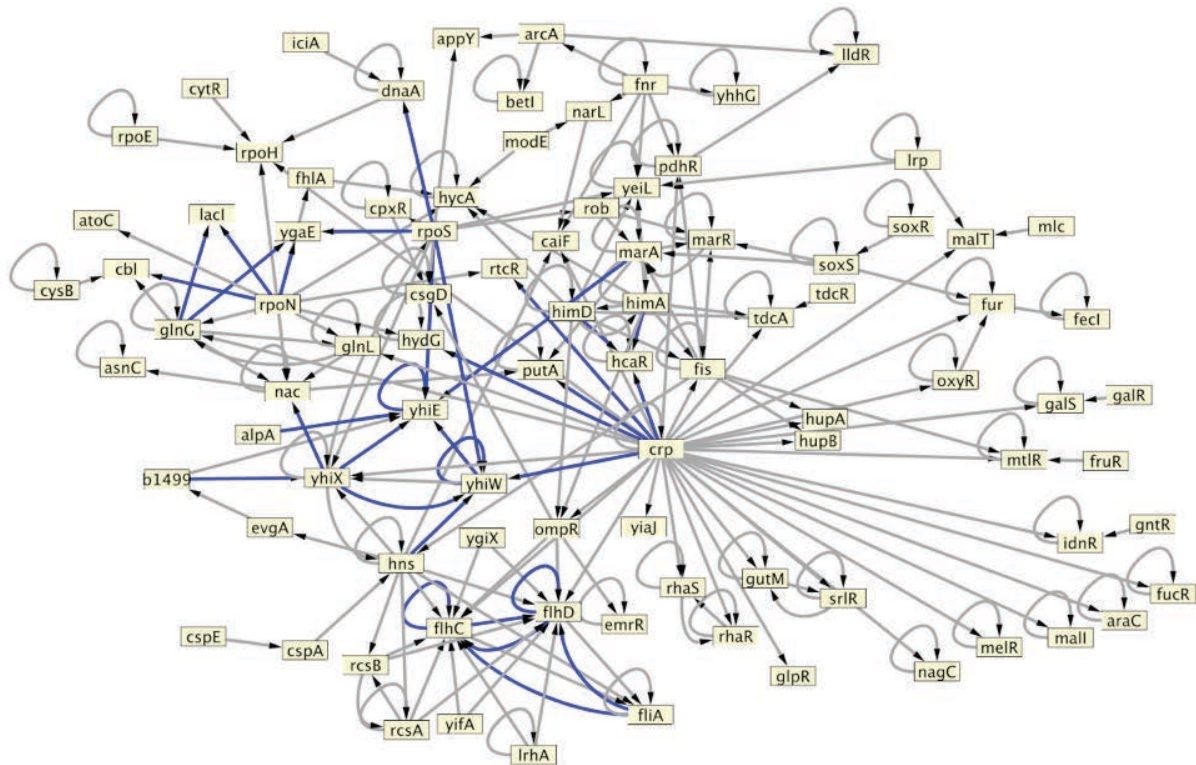 iciA
appY
arcA
lldR
cytR
dnaA
betI
fnr
yhhG
rpoE
narL
modE
rpoH
pdhR
lrp
fhlA
hycA
yeiL
cpxR
rob
atoC
lacI
ygaE
rpoS
caiF
marA
marR
soxR
malT
mlc
cysB
cbl
soxS
rtcR
tdcR
rpoN
csgD
himD
himA
tdcA
fur
fecI
glnG
glnL
hydG
asnC
hcaR
fis
putA
oxyR
nac
yhiE
galS
galR
alpA
hupA
hupB
crp
mtlR
fruR
b1499
yhiX
yhiW
evgA
ygiX
ompR
yiaJ
gntR
idnR
hns
rhaS
gutM
srlR
fucR
flhD
emrR
araC
flhC
rhaR
malI
cspE
cspA
melR
rcsB
glpR
nagC
rcsA
yifA
fliA
lrhA